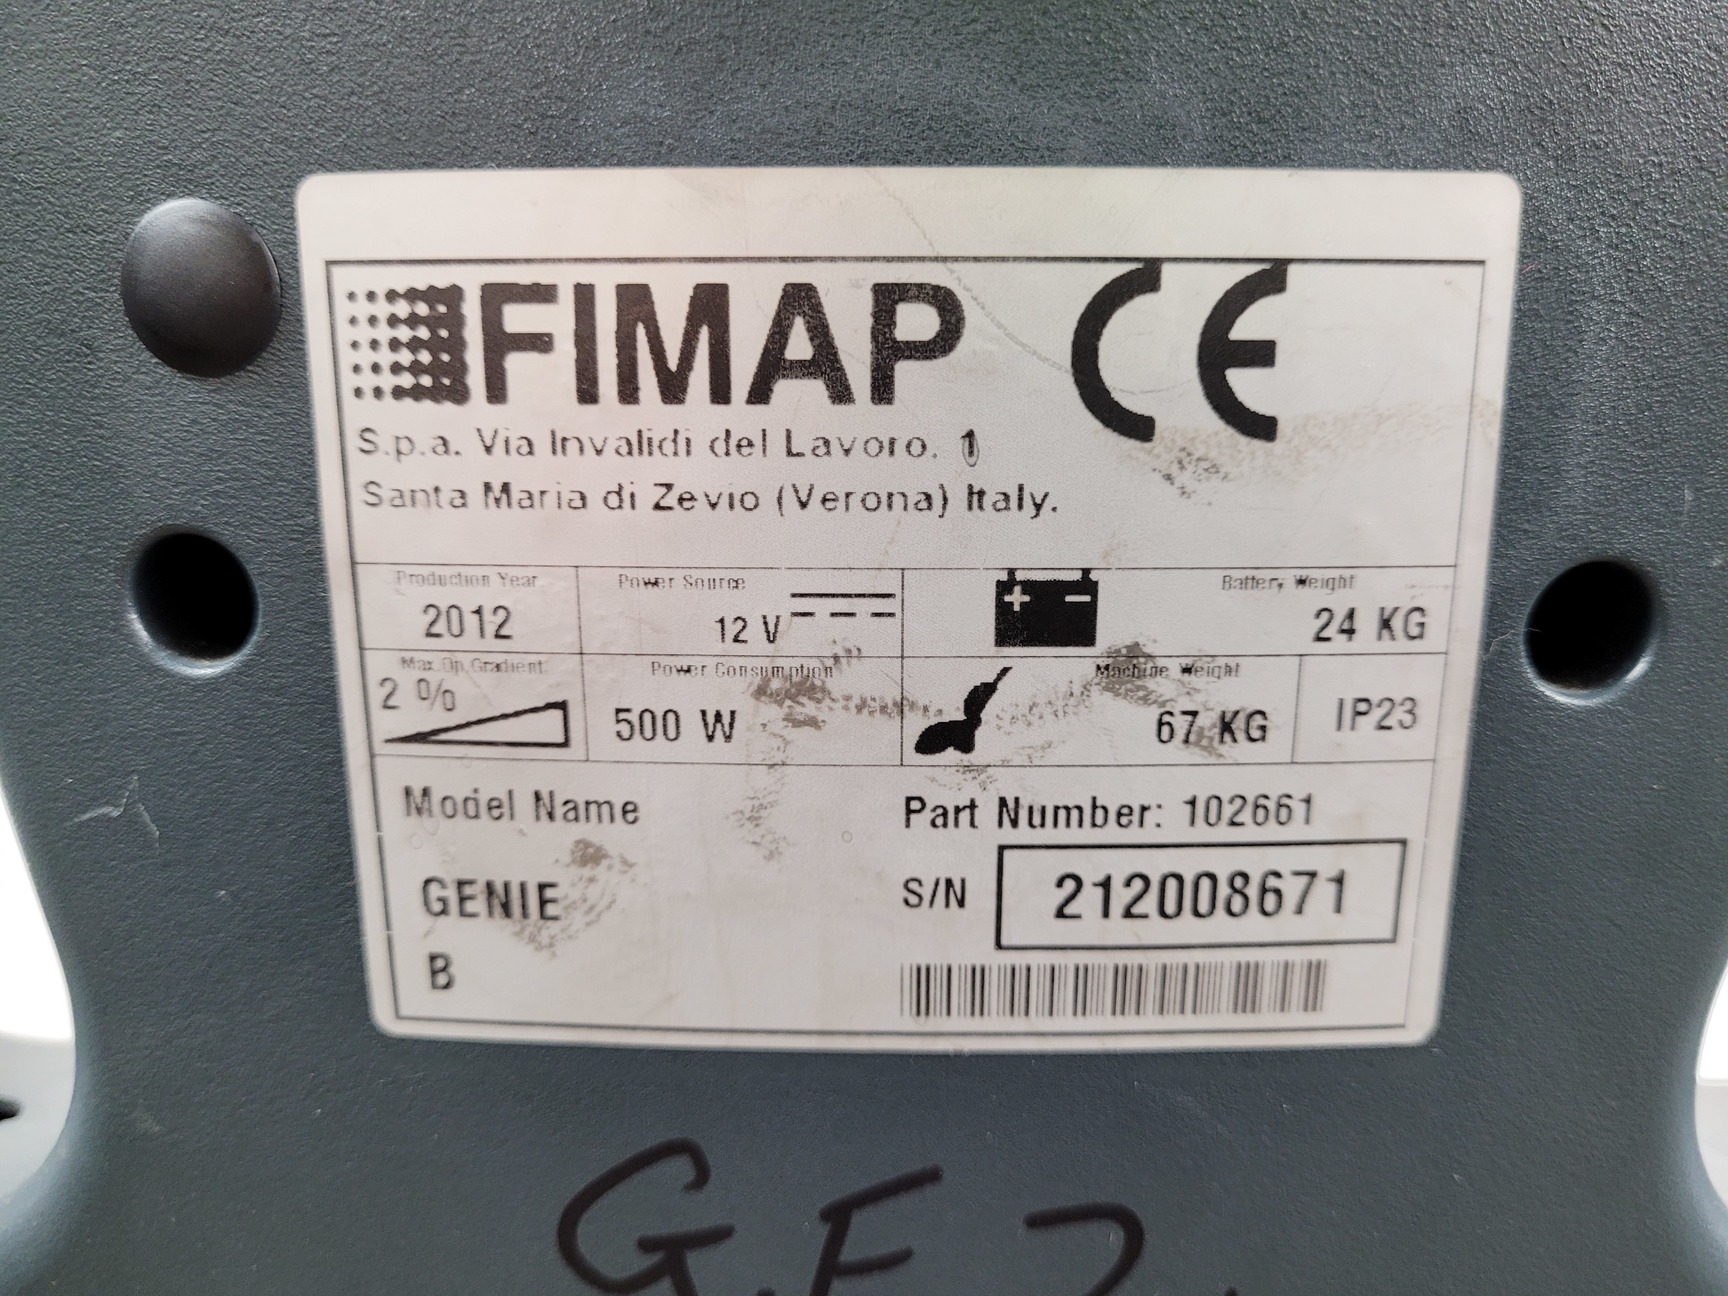 FIMAP CE
S.p.a. Via Invalidi del Lavoro. 1
Santa Maria di Zevio (Verona) Italy.
Production Year
2012
Power Source
12 V
+ -
Battery Weight
24 KG
Max.Op.Gradient
2 %
Power Consumption
500 W
Machine Weight
67 KG
IP23
Model Name
GENIE
B
Part Number: 102661
S/N 212008671